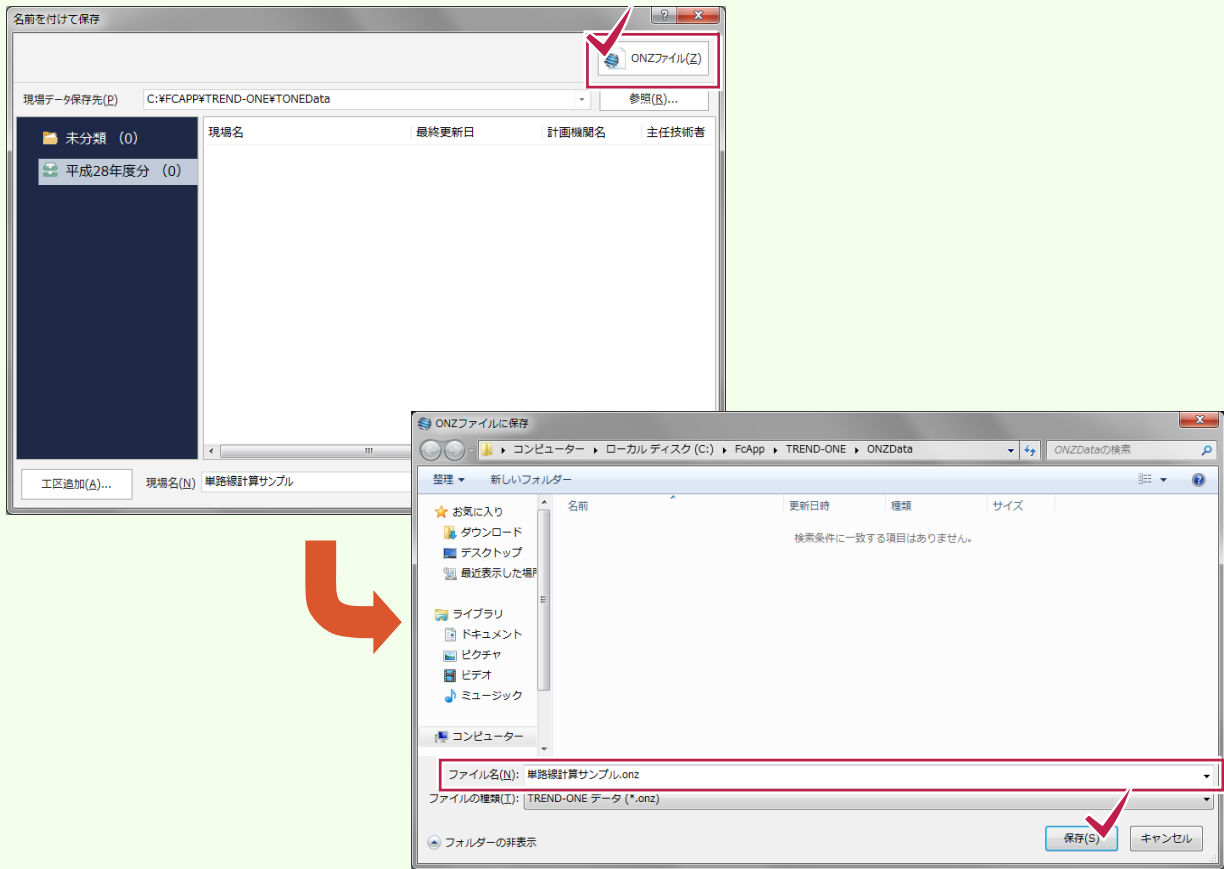 名前を付けて保存
ONZファイル(Z)
現場データ保存先(P) C:¥FCAPP¥TREND-ONE¥TONEData 参照(R)...
未分類 (0)
平成28年度分 (0)
現場名 最終更新日 計画機関名 主任技術者
工区追加(A)... 現場名(N) 単路線計算サンプル
ONZファイルに保存
コンピューター ローカル ディスク (C:) FcApp TREND-ONE ONZData ONZDataの検索
整理 新しいフォルダー
お気に入り
ダウンロード
デスクトップ
最近表示した場所
ライブラリ
ドキュメント
ピクチャ
ビデオ
ミュージック
コンピューター
名前 更新日時 種類 サイズ
検索条件に一致する項目はありません。
ファイル名(N): 単路線計算サンプル.onz
ファイルの種類(T): TREND-ONE データ (*.onz)
フォルダーの非表示
保存(S) キャンセル